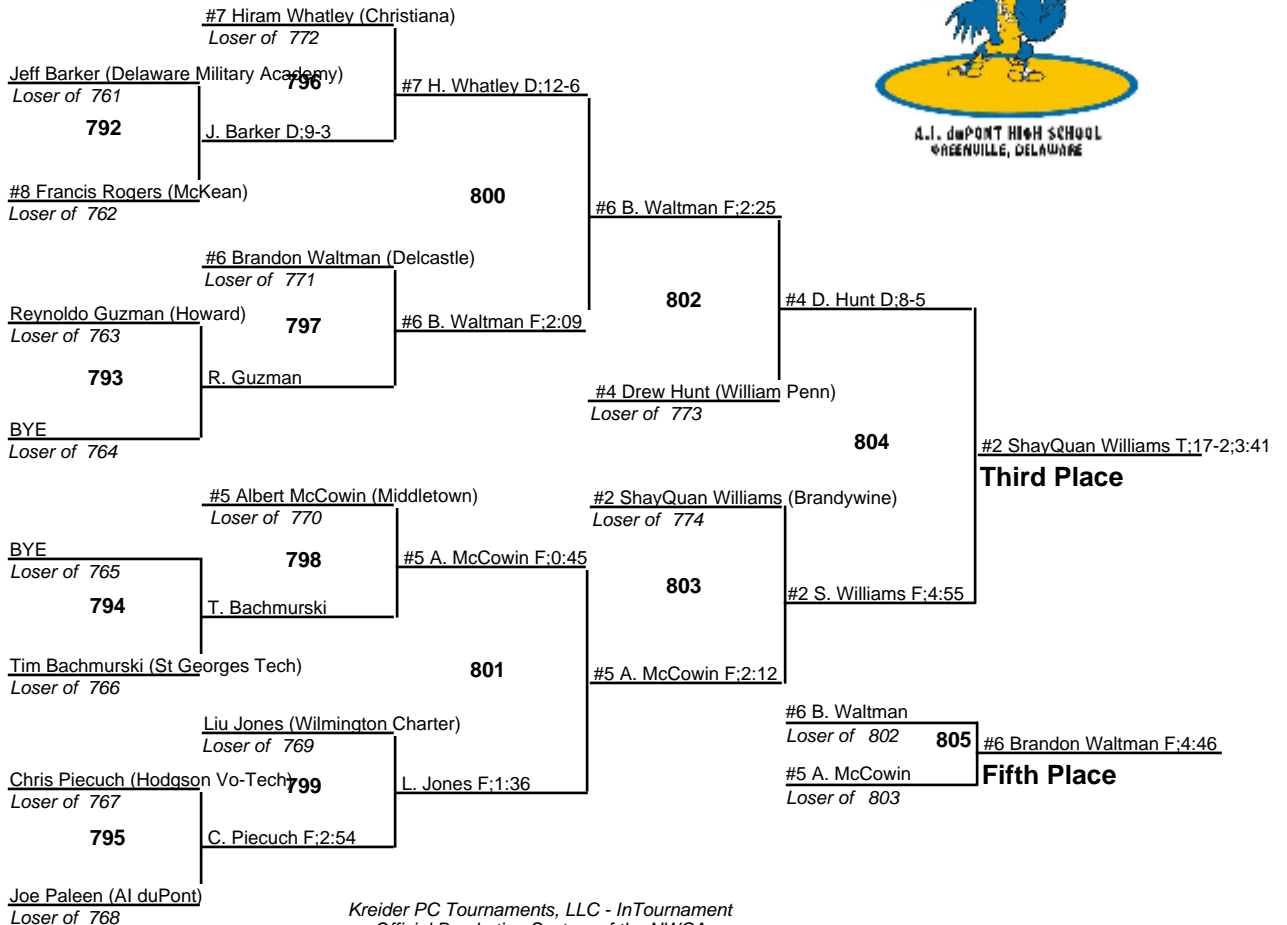 #7 Hiram Whatley (Christiana)
Loser of 772
Jeff Barker (Delaware Military Academy)
796
Loser of 761
#7 H. Whatley D;12-6
792
J. Barker D;9-3
A.I. duPONT HIGH SCHOOL
GREENVILLE, DELAWARE
#8 Francis Rogers (McKean)
Loser of 762
800
#6 B. Waltman F;2:25
#6 Brandon Waltman (Delcastle)
Loser of 771
Reynoldo Guzman (Howard)
Loser of 763
797
#6 B. Waltman F;2:09
802
#4 D. Hunt D;8-5
793
R. Guzman
#4 Drew Hunt (William Penn)
Loser of 773
BYE
Loser of 764
804
#2 ShayQuan Williams T;17-2;3:41
Third Place
#5 Albert McCowin (Middletown)
Loser of 770
#2 ShayQuan Williams (Brandywine)
Loser of 774
BYE
Loser of 765
798
#5 A. McCowin F;0:45
803
#2 S. Williams F;4:55
794
T. Bachmurski
Tim Bachmurski (St Georges Tech)
Loser of 766
801
#5 A. McCowin F;2:12
Liu Jones (Wilmington Charter)
Loser of 769
#6 B. Waltman
Loser of 802
805
#6 Brandon Waltman F;4:46
Fifth Place
#5 A. McCowin
Loser of 803
Chris Piecuch (Hodgson Vo-Tech)
799
Loser of 767
L. Jones F;1:36
795
C. Piecuch F;2:54
Joe Paleen (AI duPont)
Loser of 768
Kreider PC Tournaments, LLC - InTournament